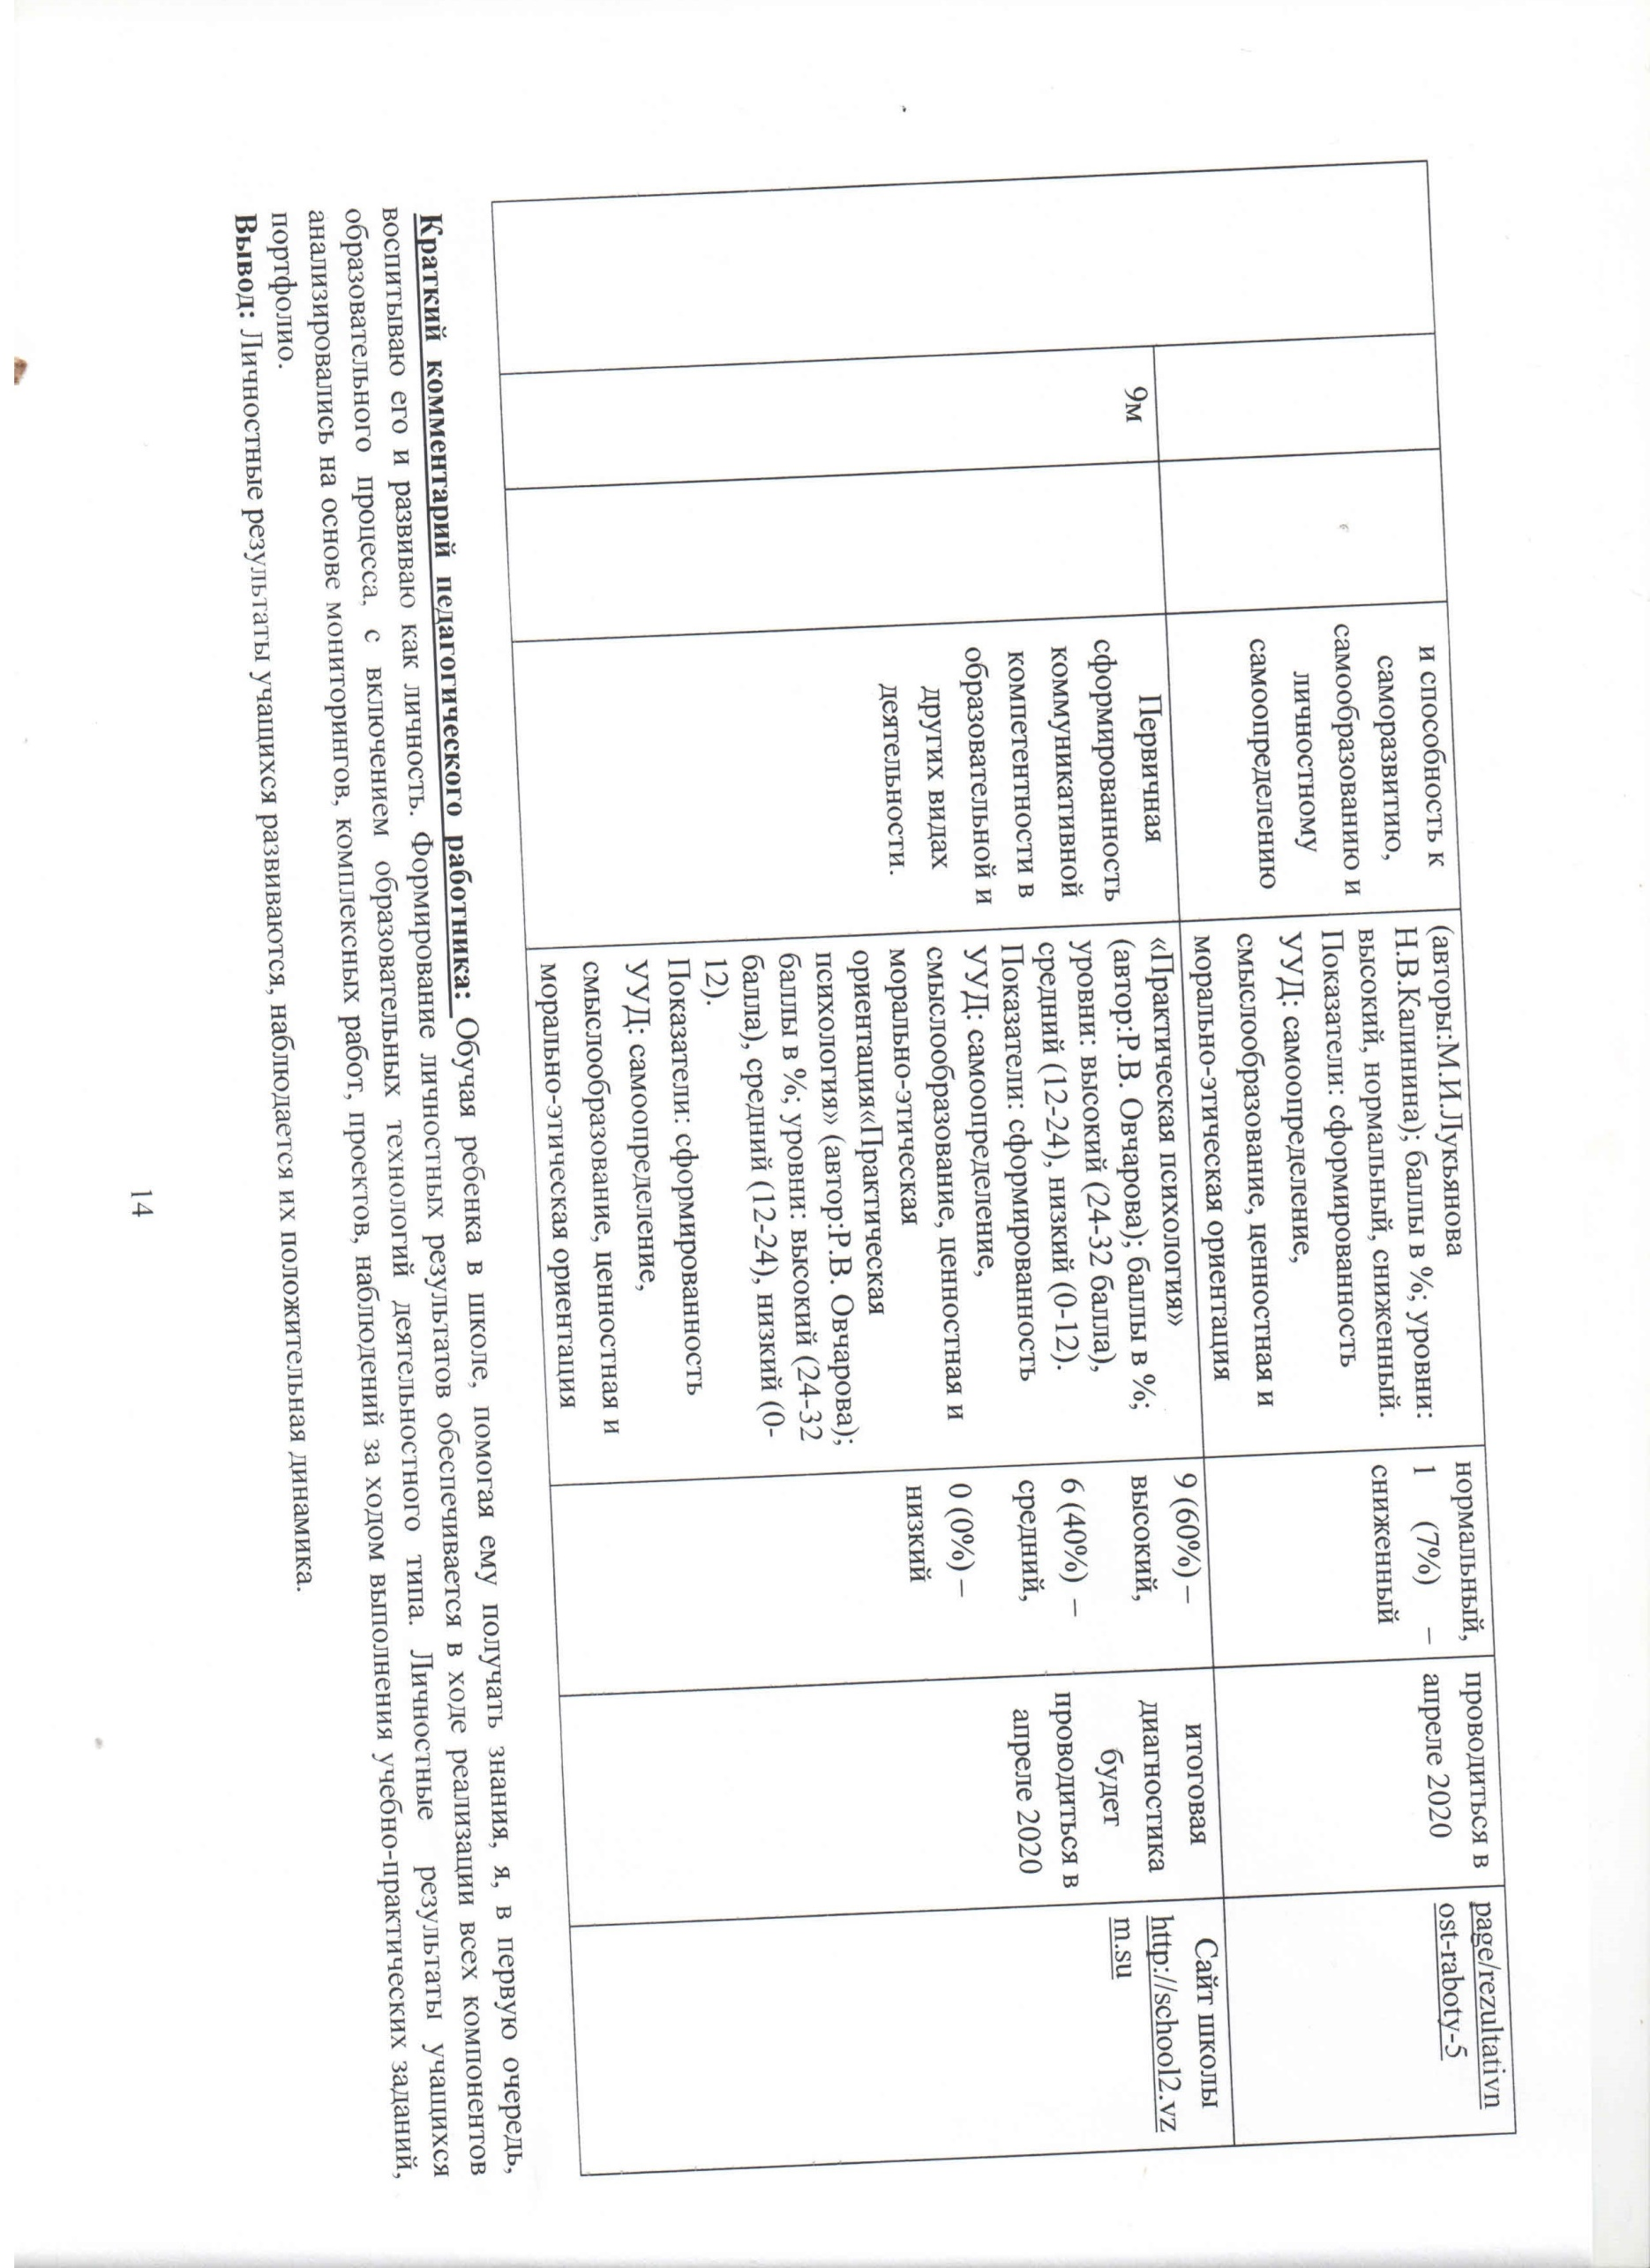 и способность к
саморазвитию,
самообразованию и
личностному
самоопределению
(авторы:М.И.Лукьянова
Н.В.Калинина); баллы в %; уровни:
высокий, нормальный, сниженный.
Показатели: сформированность
УУД: самоопределение,
смыслообразование, ценностная и
морально-этическая ориентация
нормальный,
1 (7%) –
сниженный
проводиться в
апреле 2020
page/rezultativn
ost-raboty-5
9м
Первичная
сформированность
коммуникативной
компетентности в
образовательной и
других видах
деятельности.
«Практическая психология»
(автор:Р.В. Овчарова); баллы в %;
уровни: высокий (24-32 балла),
средний (12-24), низкий (0-12).
Показатели: сформированность
УУД: самоопределение,
смыслообразование, ценностная и
морально-этическая
ориентация«Практическая
психология» (автор:Р.В. Овчарова);
баллы в %; уровни: высокий (24-32
балла), средний (12-24), низкий (0-
12).
Показатели: сформированность
УУД: самоопределение,
смыслообразование, ценностная и
морально-этическая ориентация
9 (60%) –
высокий,
6 (40%) –
средний,
0 (0%) –
низкий
итоговая
диагностика
будет
проводиться в
апреле 2020
Сайт школы
http://school2.vz
m.su
Краткий комментарий педагогического работника: Обучая ребенка в школе, помогая ему получать знания, я, в первую очередь,
воспитываю его и развиваю как личность. Формирование личностных результатов обеспечивается в ходе реализации всех компонентов
образовательного процесса, с включением образовательных технологий деятельностного типа. Личностные результаты учащихся
анализировались на основе мониторингов, комплексных работ, проектов, наблюдений за ходом выполнения учебно-практических заданий,
портфолио.
Вывод: Личностные результаты учащихся развиваются, наблюдается их положительная динамика.
14